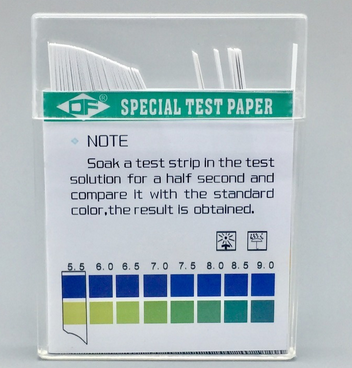 DF® SPECIAL TEST PAPER
NOTE
Soak a test strip in the test
solution for a half second and
compare it with the standard
color,the result is obtained.
5.5 6.0 6.5 7.0 7.5 8.0 8.5 9.0